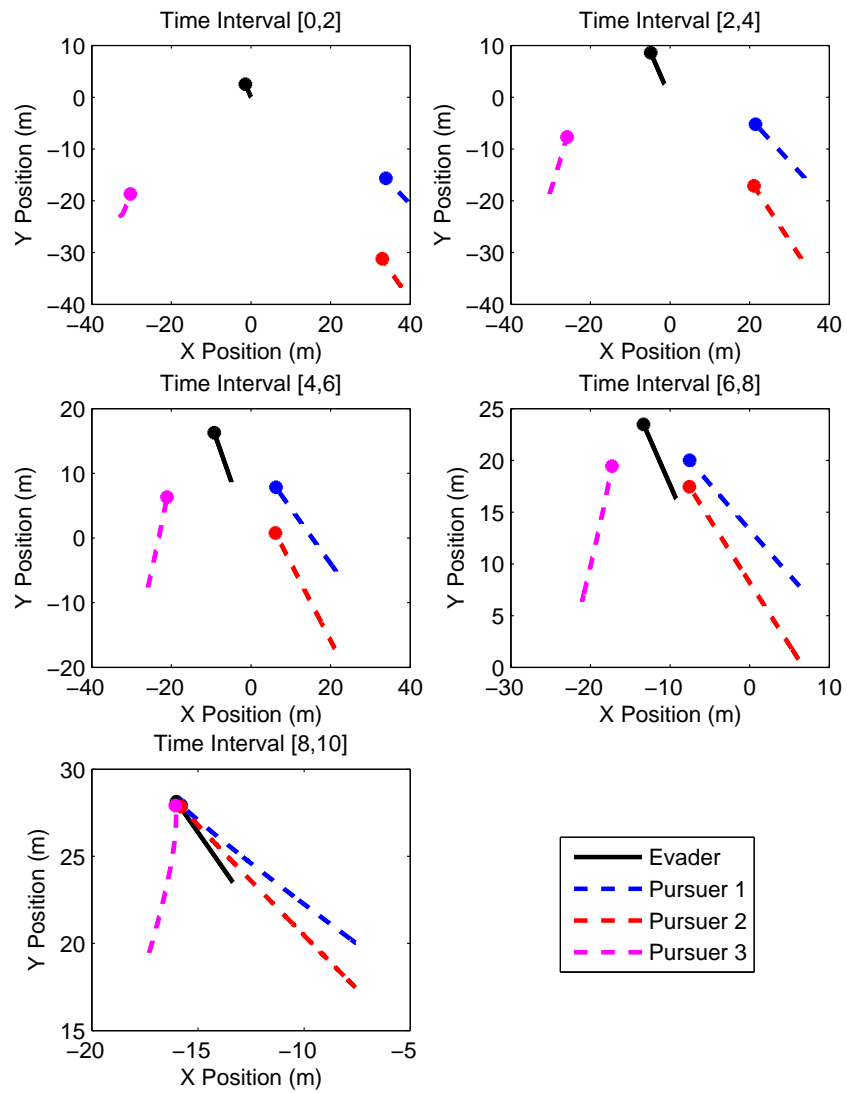 Time Interval [0,2]
Y Position (m)
10
0
−10
−20
−30
−40
−40
−20
0
20
40
X Position (m)
Time Interval [2,4]
Y Position (m)
10
0
−10
−20
−30
−40
−40
−20
0
20
40
X Position (m)
Time Interval [4,6]
Y Position (m)
20
10
0
−10
−20
−40
−20
0
20
40
X Position (m)
Time Interval [6,8]
Y Position (m)
25
20
15
10
5
0
−30
−20
−10
0
10
X Position (m)
Time Interval [8,10]
Y Position (m)
30
25
20
15
−20
−15
−10
−5
X Position (m)
Evader
Pursuer 1
Pursuer 2
Pursuer 3